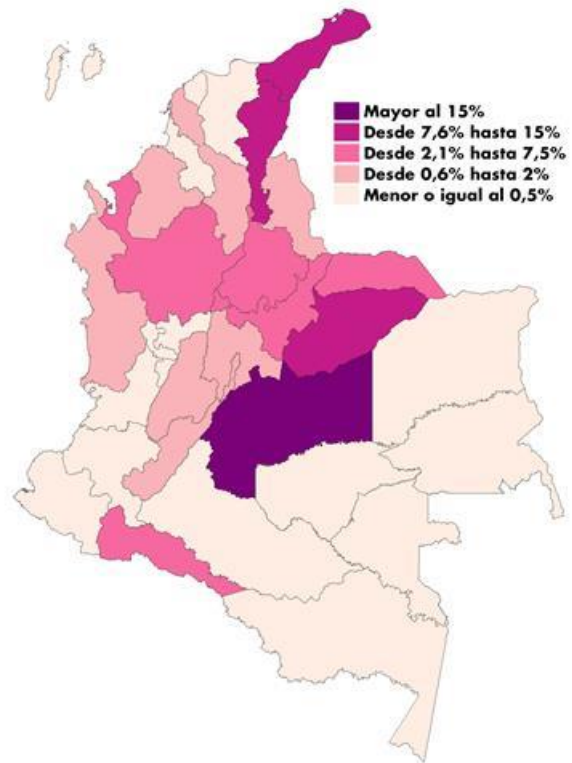 Mayor al 15%
Desde 7,6% hasta 15%
Desde 2,1% hasta 7,5%
Desde 0,6% hasta 2%
Menor o igual al 0,5%